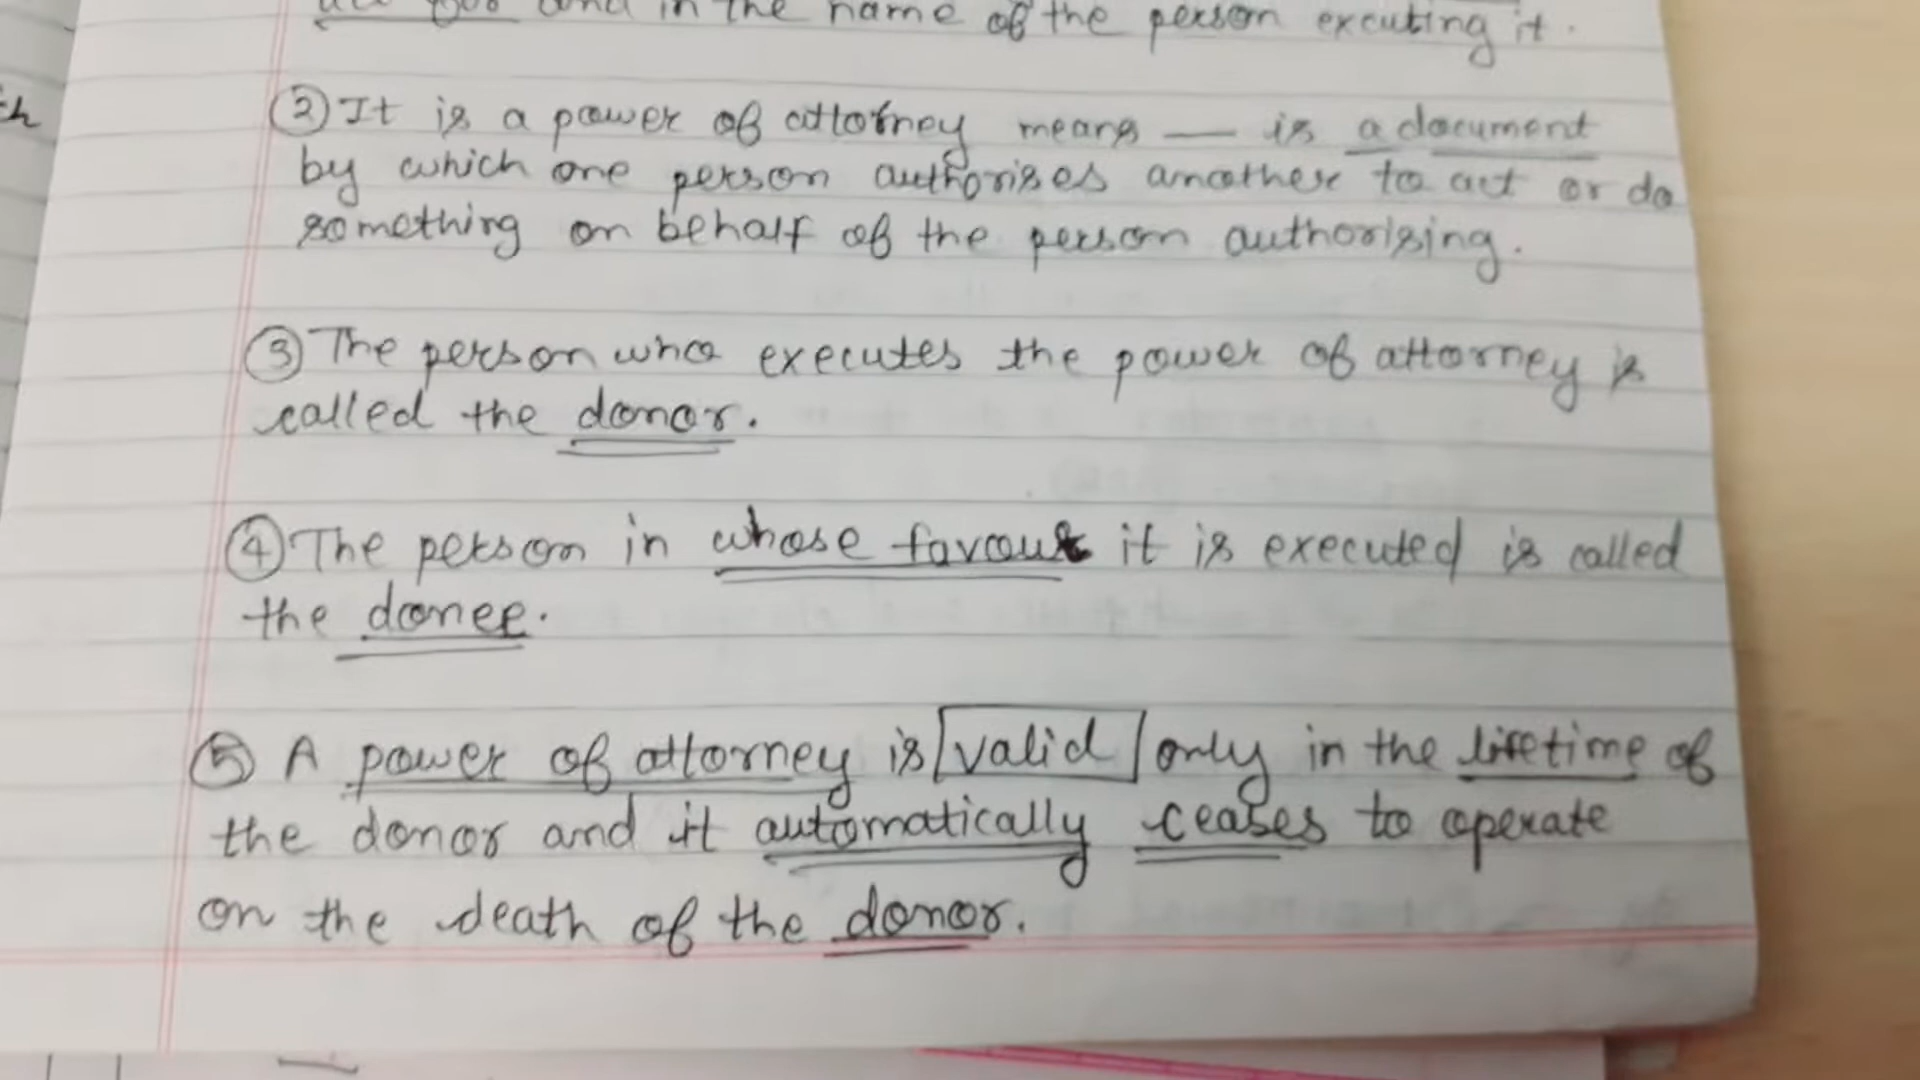 and in the name of the person excuting it.
② It is a power of attorney means — is a document
by which one person authorises another to act or do
something on behalf of the person authorising.
③ The person who executes the power of attorney is
called the donor.
④ The person in whose favour it is executed is called
the donee.
⑤ A power of attorney is valid only in the lifetime of
the donor and it automatically ceases to operate
on the death of the donor.